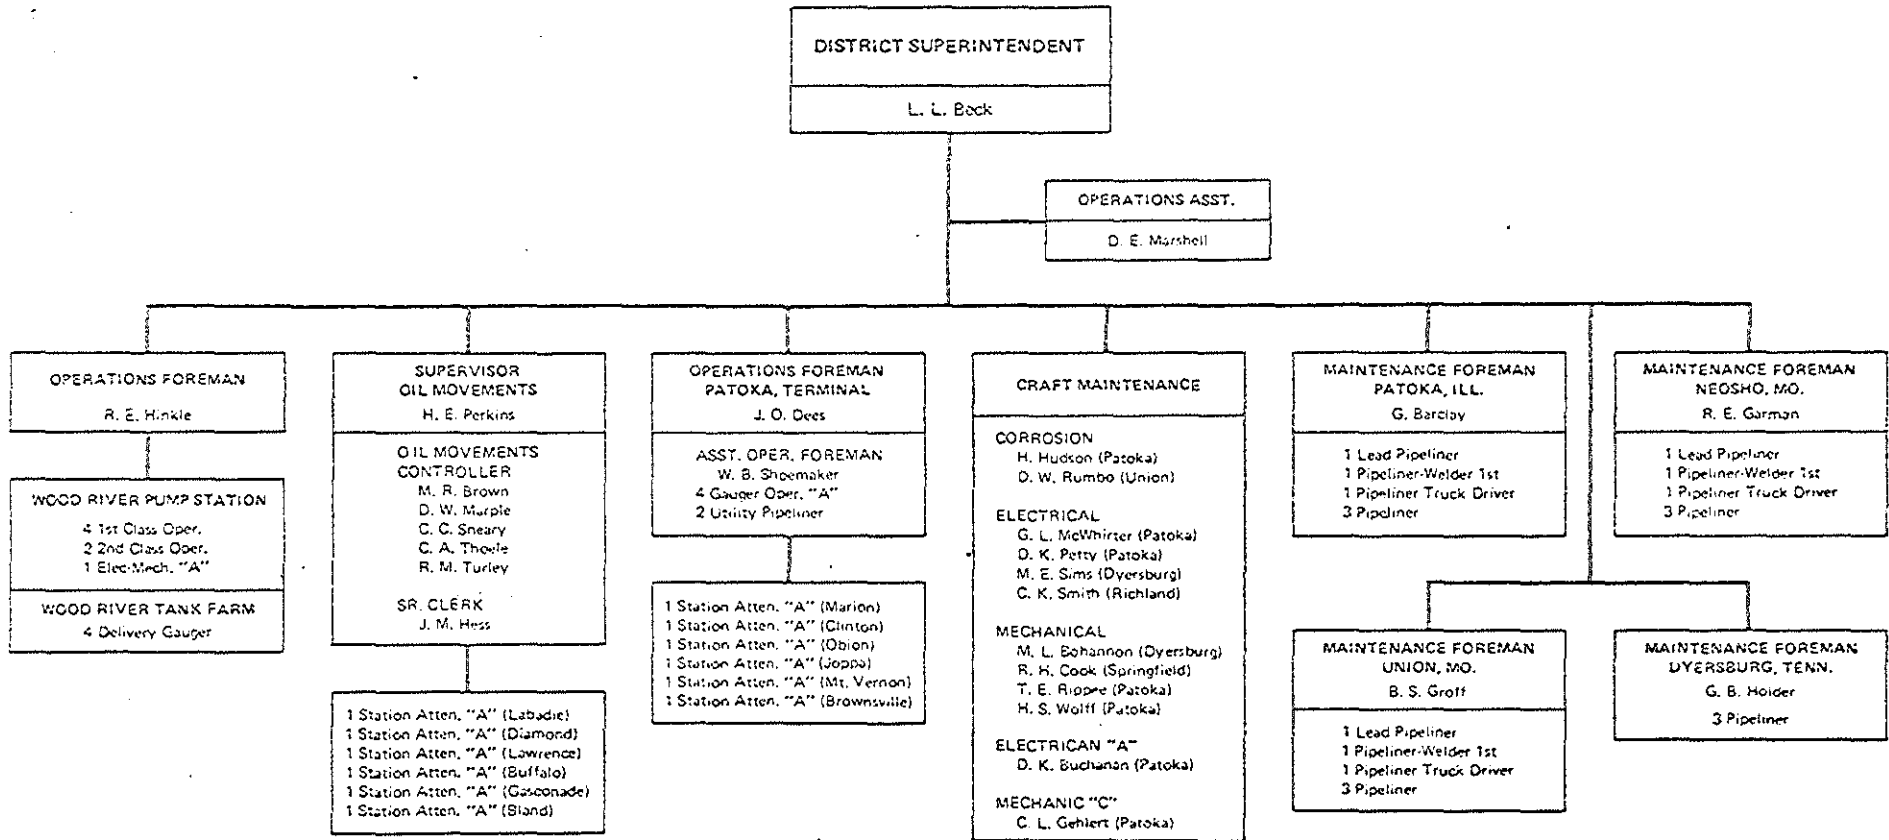 DISTRICT SUPERINTENDENT
L. L. Beck
OPERATIONS ASST.
D. E. Marshell
OPERATIONS FOREMAN
R. E. Hinkle
WOOD RIVER PUMP STATION
4 1st Class Oper.
2 2nd Class Oper.
1 Elec-Mech. "A"
WOOD RIVER TANK FARM
4 Delivery Gauger
SUPERVISOR
OIL MOVEMENTS
H. E. Perkins
OIL MOVEMENTS
CONTROLLER
M. R. Brown
D. W. Marple
C. C. Sneary
C. A. Thoele
R. M. Turley
SR. CLERK
J. M. Hess
1 Station Atten. "A" (Labadie)
1 Station Atten. "A" (Diamond)
1 Station Atten. "A" (Lawrence)
1 Station Atten. "A" (Buffalo)
1 Station Atten. "A" (Gasconade)
1 Station Atten. "A" (Bland)
OPERATIONS FOREMAN
PATOKA, TERMINAL
J. O. Dees
ASST. OPER. FOREMAN
W. B. Shoemaker
4 Gauger Oper. "A"
2 Utility Pipeliner
1 Station Atten. "A" (Marion)
1 Station Atten. "A" (Clinton)
1 Station Atten. "A" (Obion)
1 Station Atten. "A" (Joppa)
1 Station Atten. "A" (Mt. Vernon)
1 Station Atten. "A" (Brownsville)
CRAFT MAINTENANCE
CORROSION
H. Hudson (Patoka)
D. W. Rumbo (Union)
ELECTRICAL
G. L. McWhirter (Patoka)
D. K. Petty (Patoka)
M. E. Sims (Dyersburg)
C. K. Smith (Richland)
MECHANICAL
M. L. Bohannon (Dyersburg)
R. H. Cook (Springfield)
T. E. Rippee (Patoka)
H. S. Wolff (Patoka)
ELECTRICAN "A"
D. K. Buchanan (Patoka)
MECHANIC "C"
C. L. Gehlert (Patoka)
MAINTENANCE FOREMAN
PATOKA, ILL.
G. Barclay
1 Lead Pipeliner
1 Pipeliner-Welder 1st
1 Pipeliner Truck Driver
3 Pipeliner
MAINTENANCE FOREMAN
NEOSHO, MO.
R. E. Garman
1 Lead Pipeliner
1 Pipeliner-Welder 1st
1 Pipeliner Truck Driver
3 Pipeliner
MAINTENANCE FOREMAN
UNION, MO.
B. S. Groff
1 Lead Pipeliner
1 Pipeliner-Welder 1st
1 Pipeliner Truck Driver
3 Pipeliner
MAINTENANCE FOREMAN
DYERSBURG, TENN.
G. B. Holder
3 Pipeliner